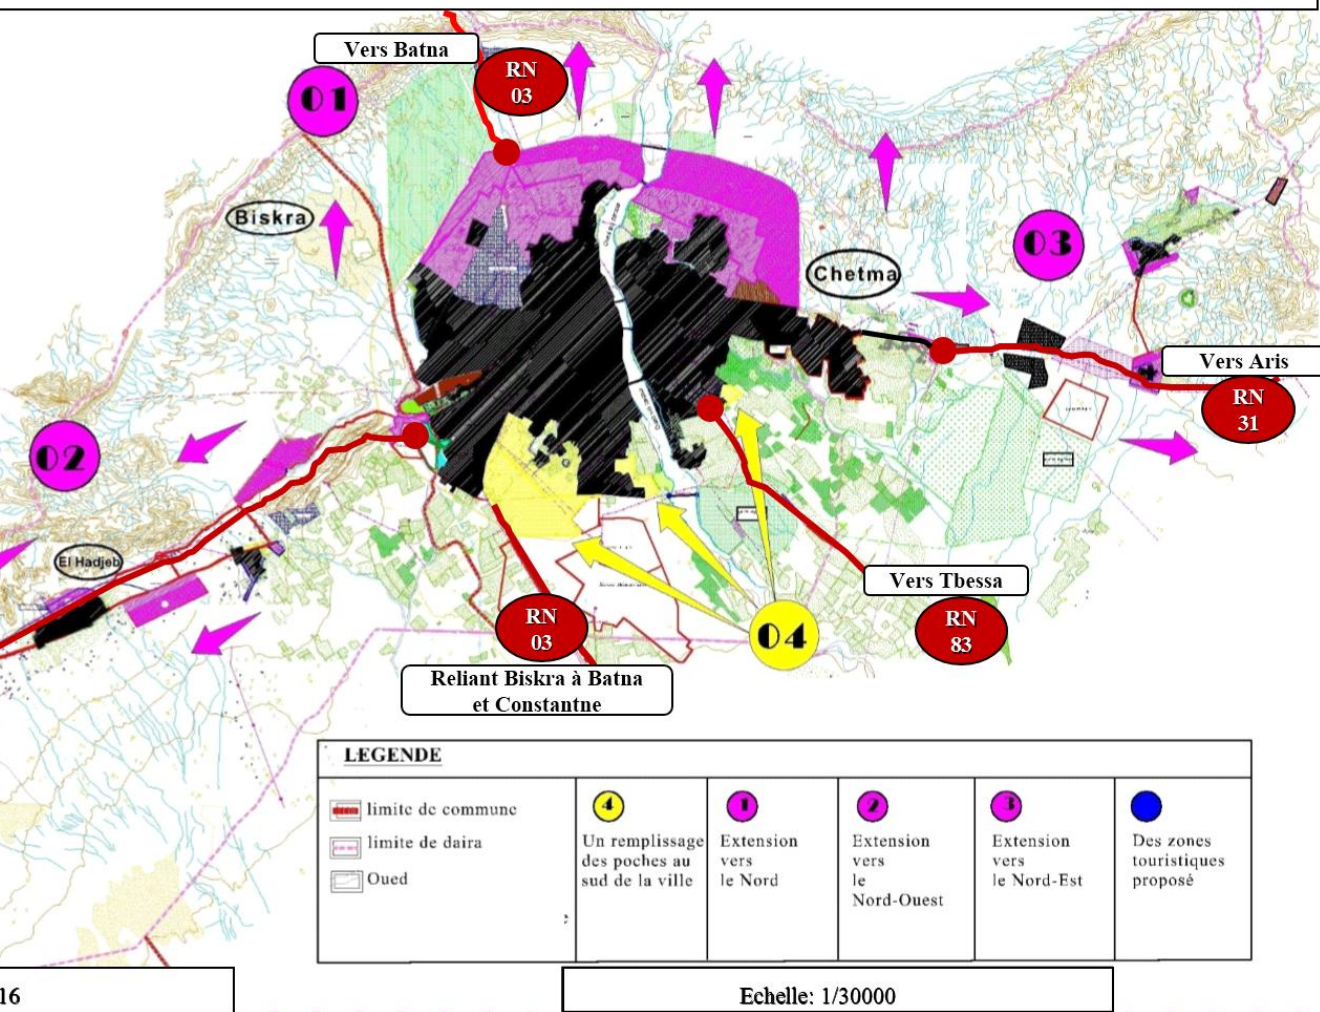 Vers Batna
RN
03
01
Biskra
03
Chetma
Vers Aris
RN
31
02
El Hadjeb
Vers Tbessa
RN
83
04
RN
03
Reliant Biskra à Batna
et Constantne
LEGENDE
limite de commune
limite de daira
Oued
4
Un remplissage
des poches au
sud de la ville
1
Extension
vers
le Nord
2
Extension
vers
le
Nord-Ouest
3
Extension
vers
le Nord-Est
Des zones
touristiques
proposé
16
Echelle: 1/30000